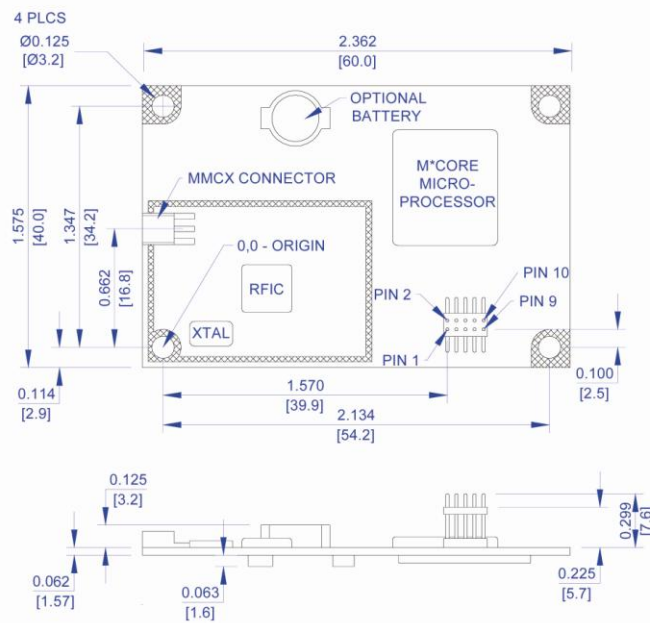 4 PLCS
Ø0.125
[Ø3.2]
2.362
[60.0]
OPTIONAL
BATTERY
M*CORE
MICRO-
PROCESSOR
MMCX CONNECTOR
1.575
[40.0]
1.347
[34.2]
0.662
[16.8]
0,0 - ORIGIN
RFIC
XTAL
PIN 2
PIN 10
PIN 9
PIN 1
0.114
[2.9]
1.570
[39.9]
0.100
[2.5]
2.134
[54.2]
0.125
[3.2]
0.299
[7.6]
0.062
[1.57]
0.063
[1.6]
0.225
[5.7]